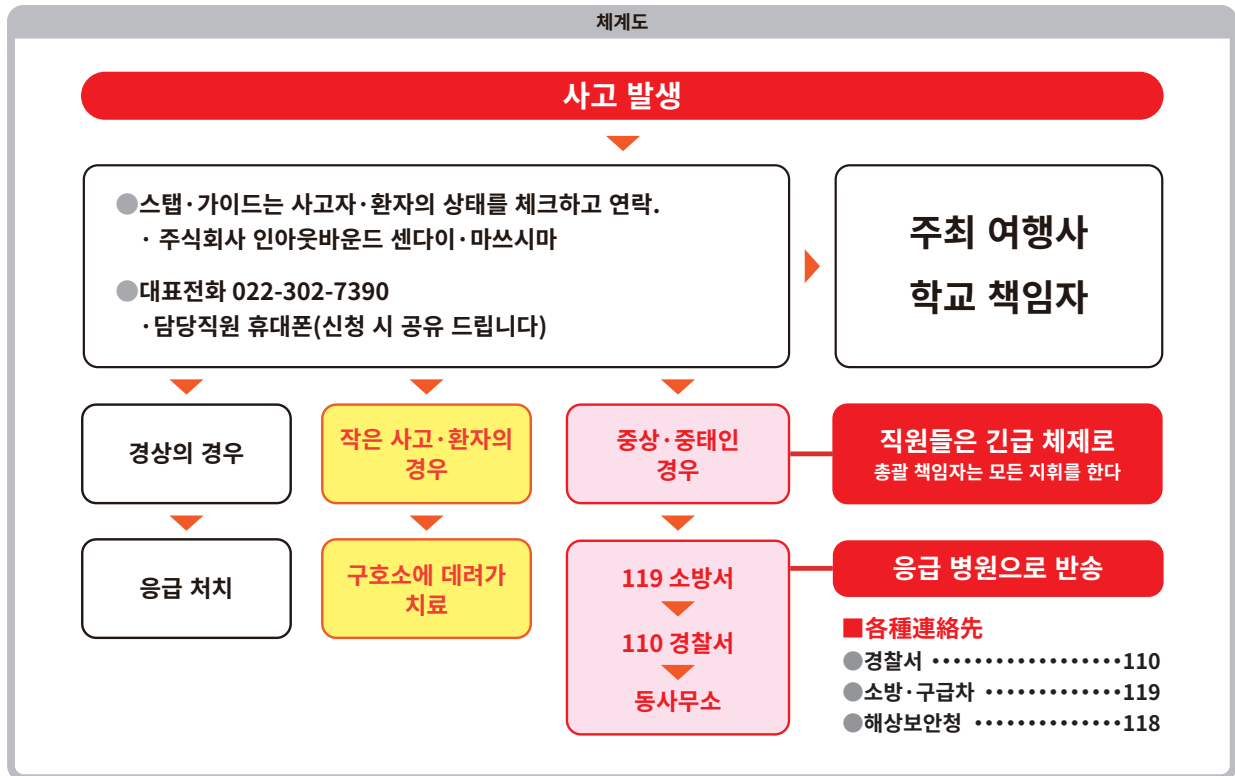 체계도
사고 발생
●스탭·가이드는 사고자·환자의 상태를 체크하고 연락.
· 주식회사 인아웃바운드 센다이·마쓰시마
●대표전화 022-302-7390
·담당직원 휴대폰(신청 시 공유 드립니다)
주최 여행사
학교 책임자
경상의 경우
작은 사고·환자의
경우
중상·중태인
경우
직원들은 긴급 체제로
총괄 책임자는 모든 지휘를 한다
응급 처치
구호소에 데려가
치료
119 소방서
110 경찰서
동사무소
응급 병원으로 반송
■各種連絡先
●경찰서 ··················110
●소방·구급차 ·············119
●해상보안청 ··············118